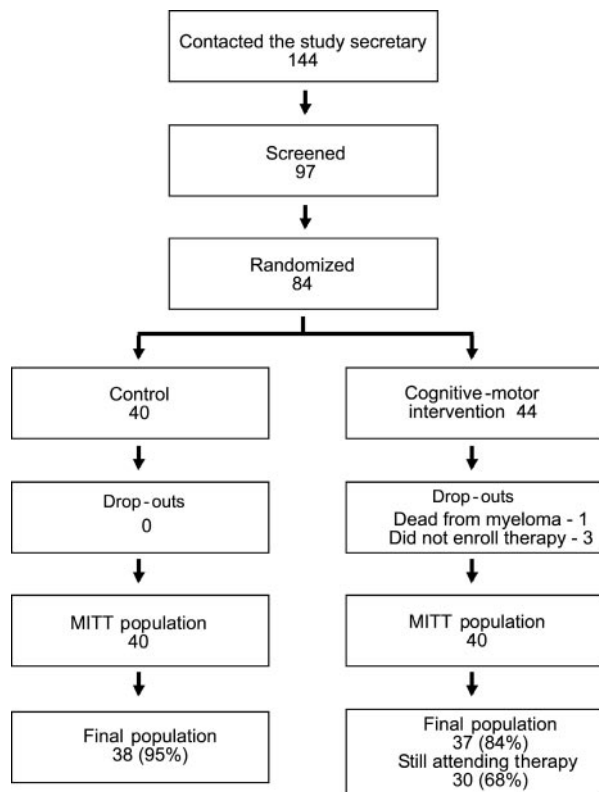 Contacted the study secretary
144
Screened
97
Randomized
84
Control
40
Cognitive-motor
intervention 44
Drop-outs
0
Drop-outs
Dead from myeloma - 1
Did not enroll therapy - 3
MITT population
40
MITT population
40
Final population
38 (95%)
Final population
37 (84%)
Still attending therapy
30 (68%)